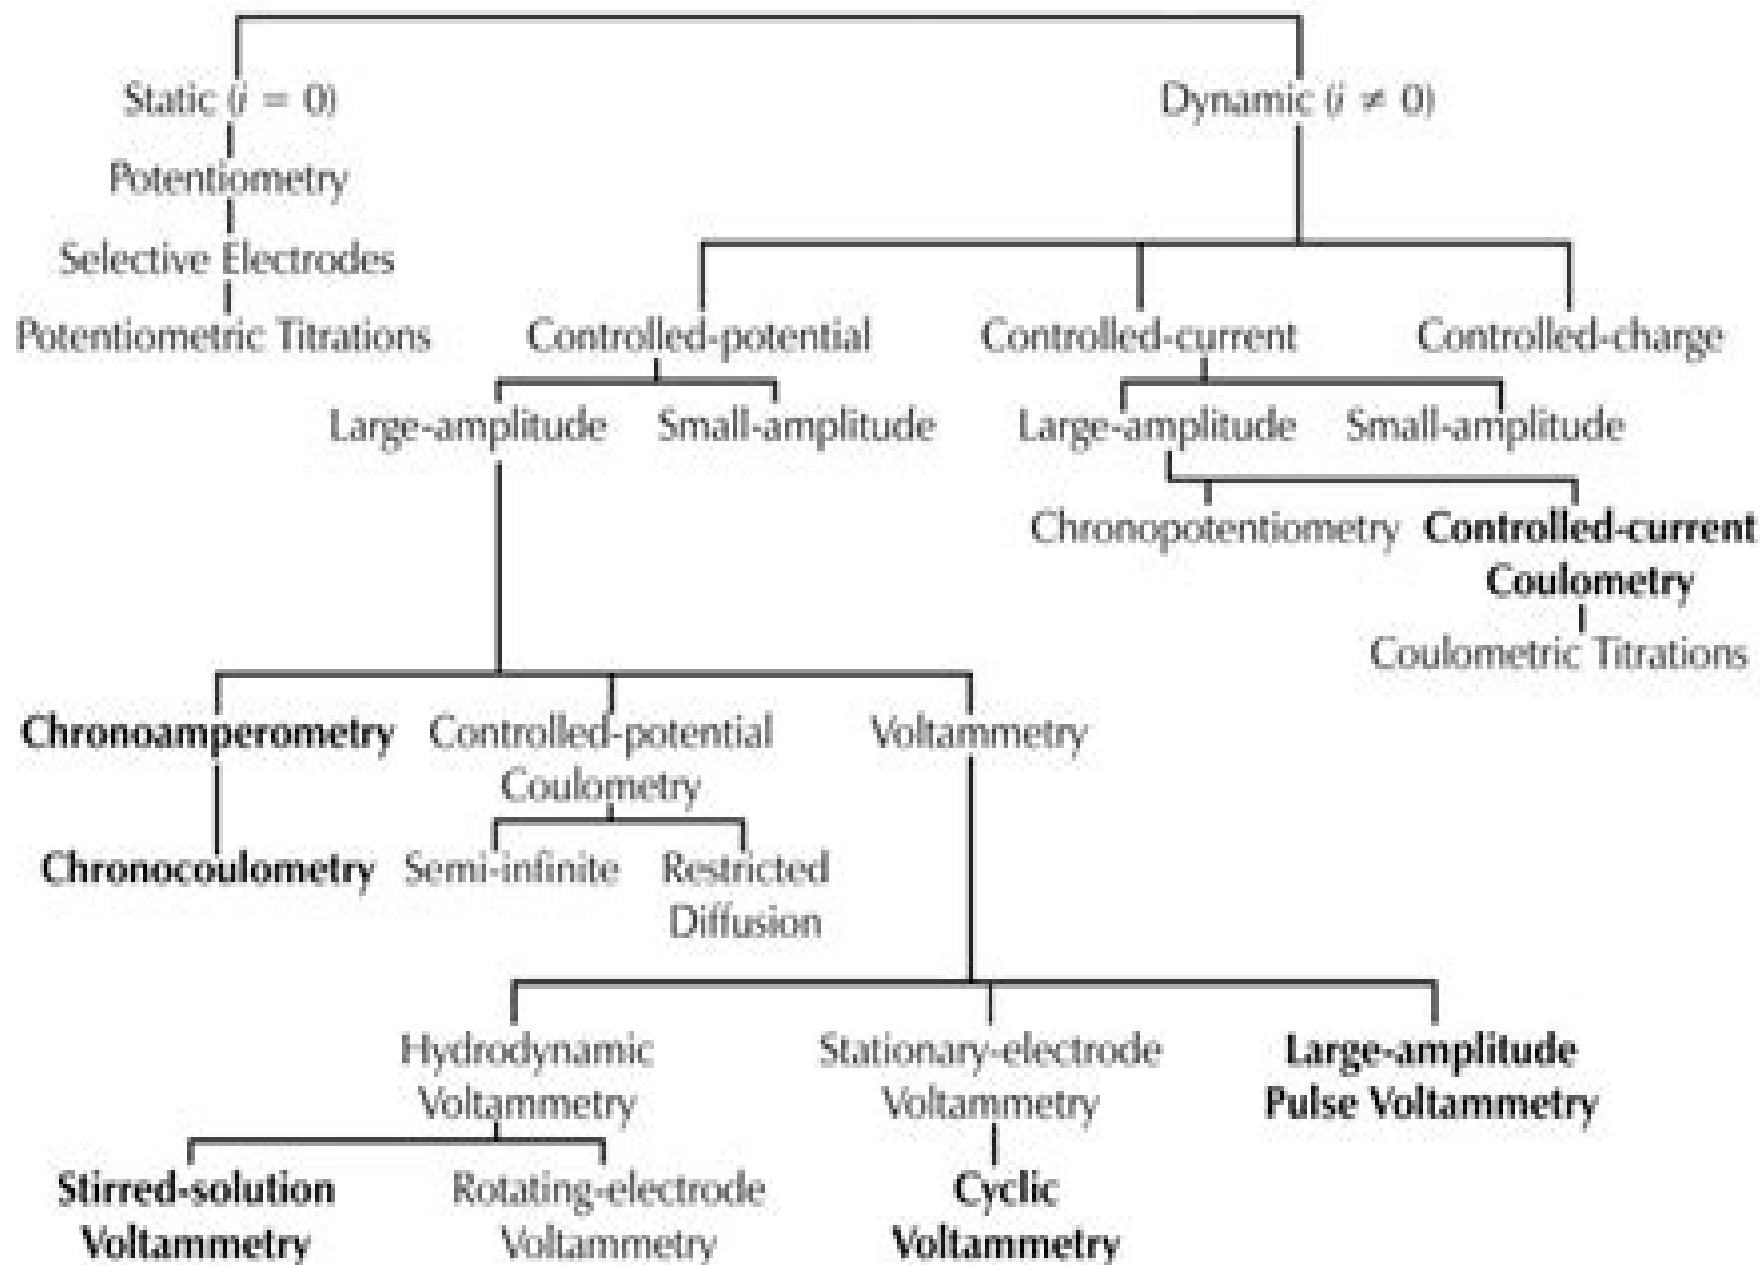 Static (i = 0)
Dynamic (i ≠ 0)
Potentiometry
Selective Electrodes
Potentiometric Titrations
Controlled-potential
Controlled-current
Controlled-charge
Large-amplitude
Small-amplitude
Large-amplitude
Small-amplitude
Chronopotentiometry
Controlled-current
Coulometry
Coulometric Titrations
Chronoamperometry
Controlled-potential
Coulometry
Voltammetry
Chronocoulometry
Semi-infinite
Restricted
Diffusion
Hydrodynamic
Voltammetry
Stationary-electrode
Voltammetry
Large-amplitude
Pulse Voltammetry
Stirred-solution
Voltammetry
Rotating-electrode
Voltammetry
Cyclic
Voltammetry